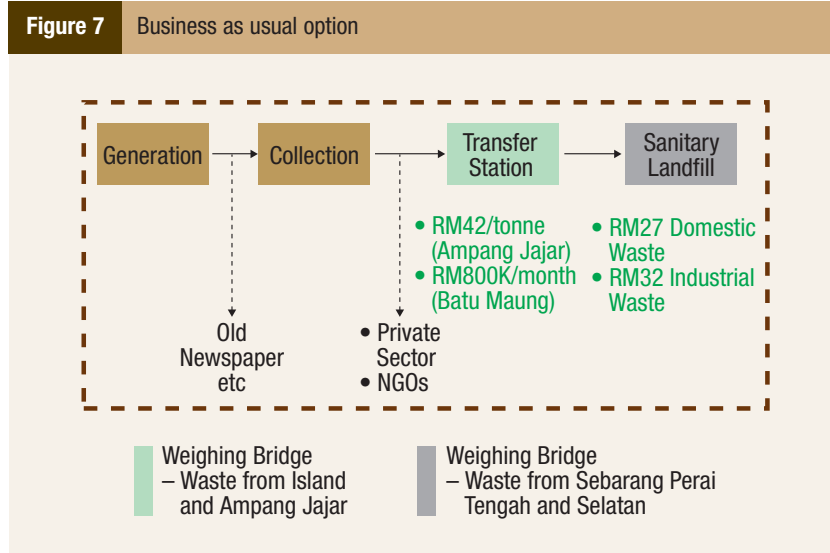 Figure 7
Business as usual option
Generation
Collection
Transfer
Station
Sanitary
Landfill
• RM42/tonne
(Ampang Jajar)
• RM800K/month
(Batu Maung)
• RM27 Domestic
Waste
• RM32 Industrial
Waste
Old
Newspaper
etc
• Private
Sector
• NGOs
Weighing Bridge
– Waste from Island
and Ampang Jajar
Weighing Bridge
– Waste from Sebarang Perai
Tengah and Selatan